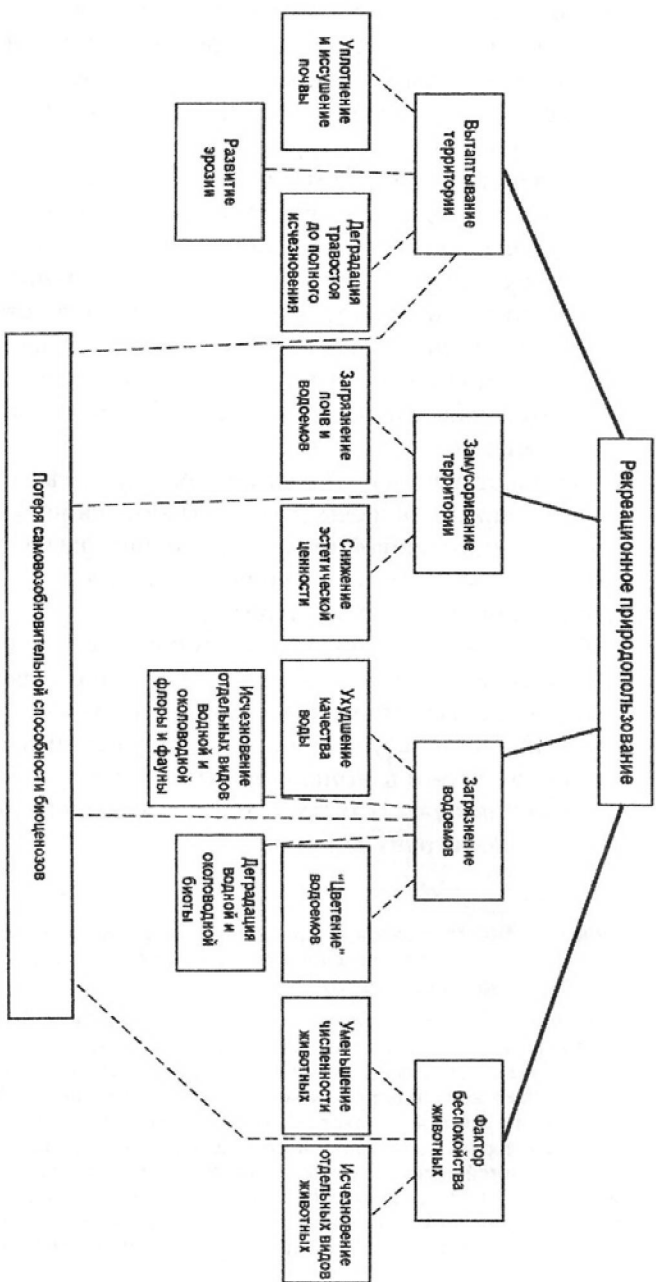 Рекреационное природопользование
Вытаптывание
территории
Замусоривание
территории
Загрязнение
водоемов
Фактор
беспокойства
животных
Уплотнение
и иссушение
почвы
Деградация
травостоя
до полного
исчезновения
Загрязнение
почв и
водоемов
Снижение
эстетической
ценности
Ухудшение
качества
воды
"Цветение"
водоемов
Уменьшение
численности
животных
Исчезновение
отдельных видов
животных
Развитие
эрозии
Исчезновение
отдельных видов
водной и
околоводной
флоры и фауны
Деградация
водной и
околоводной
биоты
Потеря самовозобновительной способности биоценозов